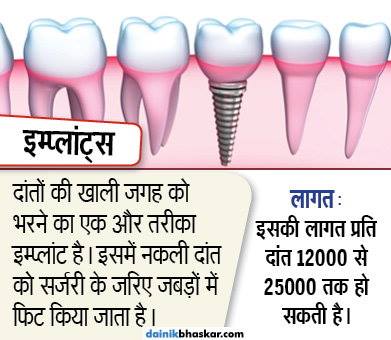 इम्प्लांट्स
दांतों की खाली जगह को
भरने का एक और तरीका
इम्प्लांट है। इसमें नकली दांत
को सर्जरी के जरिए जबड़ों में
फिट किया जाता है।
लागत :
इसकी लागत प्रति
दांत 12000 से
25000 तक हो
सकती है।
dainikbhaskar.com